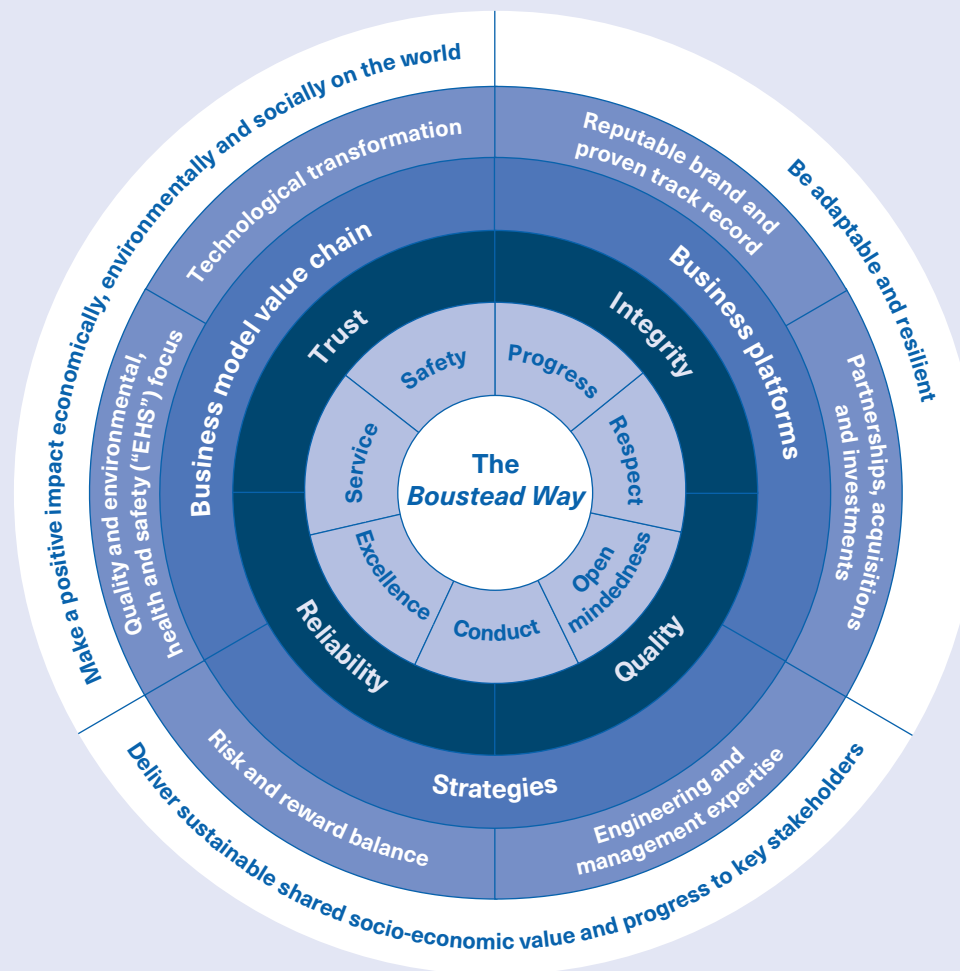 Make a positive impact economically, environmentally and socially on the world
Be adaptable and resilient
Deliver sustainable shared socio-economic value and progress to key stakeholders
Technological transformation
Reputable brand and
proven track record
Partnerships, acquisitions
and investments
Engineering and
management expertise
Risk and reward balance
Quality and environmental,
health and safety (“EHS”) focus
Business model value chain
Business platforms
Strategies
Trust
Integrity
Quality
Reliability
Safety
Progress
Respect
Open
mindedness
Conduct
Excellence
Service
The
Boustead Way